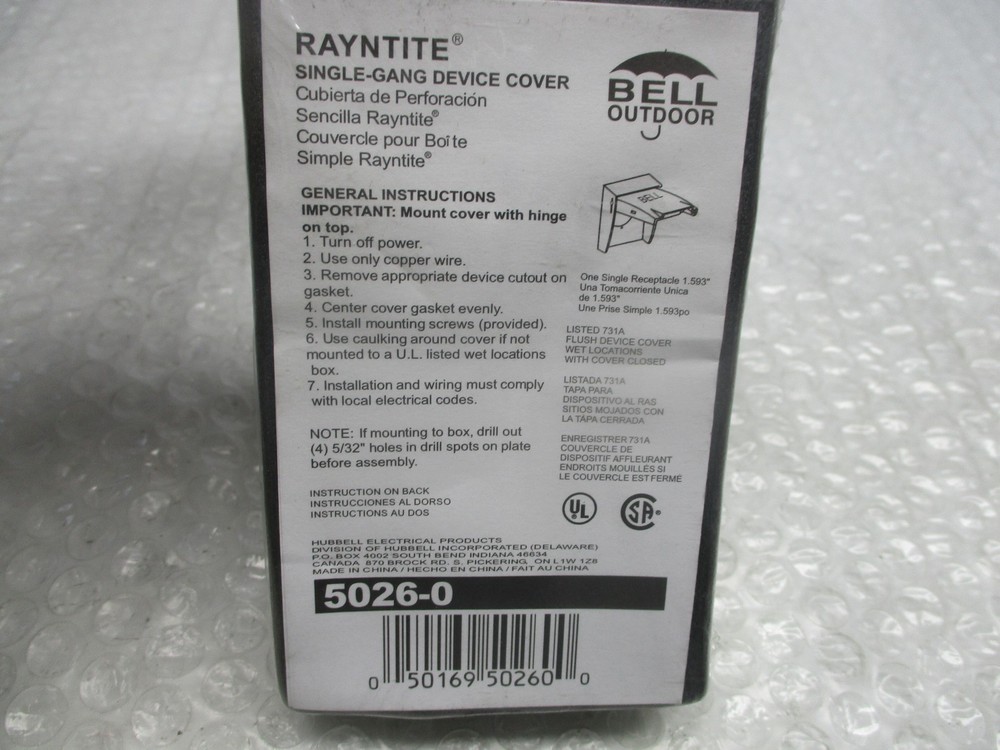 RAYNTITE®
SINGLE-GANG DEVICE COVER
Cubierta de Perforación
Sencilla Rayntite®
Couvercle pour Boîte
Simple Rayntite®
BELL
OUTDOOR
GENERAL INSTRUCTIONS
IMPORTANT: Mount cover with hinge
on top.
1. Turn off power.
2. Use only copper wire.
3. Remove appropriate device cutout on
gasket.
4. Center cover gasket evenly.
5. Install mounting screws (provided).
6. Use caulking around cover if not
mounted to a U.L. listed wet locations
box.
7. Installation and wiring must comply
with local electrical codes.
NOTE: If mounting to box, drill out
(4) 5/32" holes in drill spots on plate
before assembly.
INSTRUCTION ON BACK
INSTRUCCIONES AL DORSO
INSTRUCTIONS AU DOS
BELL
One Single Receptacle 1.593"
Una Tomacorriente Unica
de 1.593"
Une Prise Simple 1.593po
LISTED 731A
FLUSH DEVICE COVER
WET LOCATIONS
WITH COVER CLOSED
LISTADA 731A
TAPA PARA
DISPOSITIVO AL RAS
SITIOS MOJADOS CON
LA TAPA CERRADA
ENREGISTRER 731A
COUVERCLE DE
DISPOSITIF AFFLEURANT
ENDROITS MOUILLÉS SI
LE COUVERCLE EST FERMÉ
UL
SA®
HUBBELL ELECTRICAL PRODUCTS
DIVISION OF HUBBELL INCORPORATED (DELAWARE)
P.O. BOX 4002 SOUTH BEND INDIANA 46634
CANADA 870 BROCK RD. S. PICKERING, ON L1W 1Z8
MADE IN CHINA / HECHO EN CHINA / FAIT AU CHINA
5026-0
0 50169 50260 0